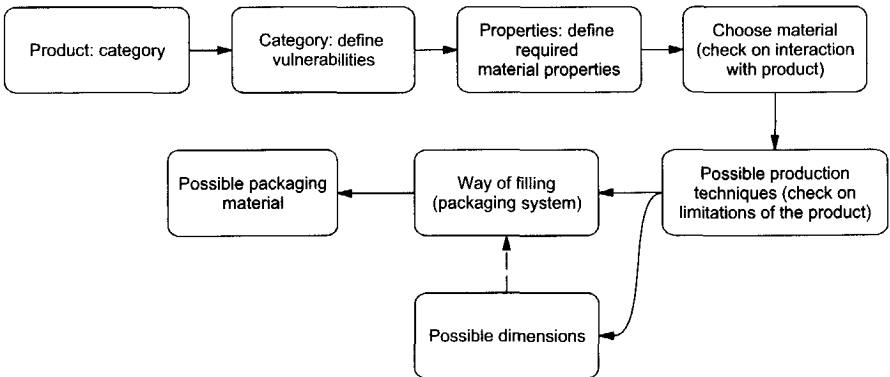 Product: category
Category: define
vulnerabilities
Properties: define
required
material properties
Choose material
(check on interaction
with product)
Possible production
techniques (check on
limitations of the product)
Way of filling
(packaging system)
Possible packaging
material
Possible dimensions